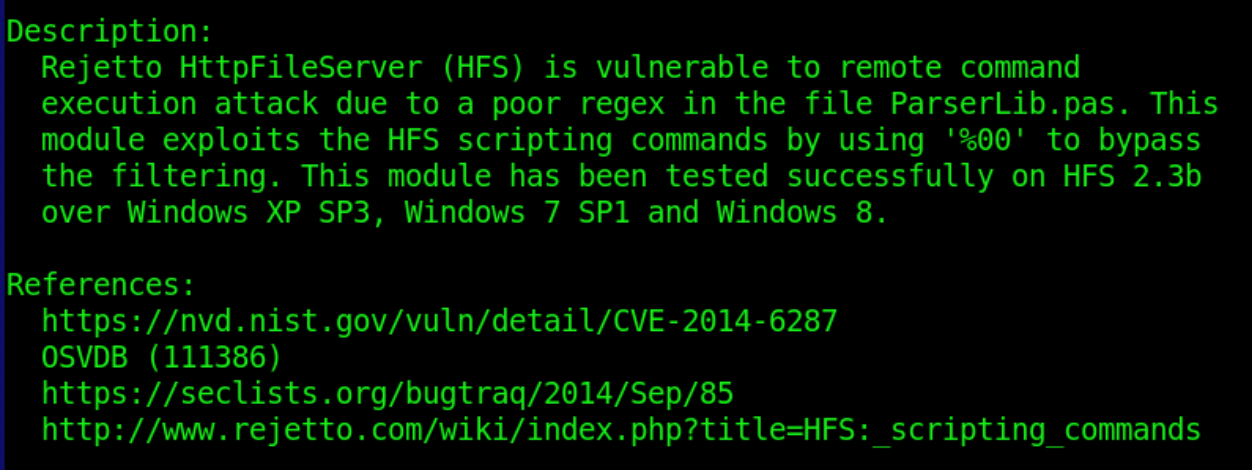 Description:
Rejetto HttpFileServer (HFS) is vulnerable to remote command
execution attack due to a poor regex in the file ParserLib.pas. This
module exploits the HFS scripting commands by using '%00' to bypass
the filtering. This module has been tested successfully on HFS 2.3b
over Windows XP SP3, Windows 7 SP1 and Windows 8.
References:
https://nvd.nist.gov/vuln/detail/CVE-2014-6287
OSVDB (111386)
https://seclists.org/bugtraq/2014/Sep/85
http://www.rejetto.com/wiki/index.php?title=HFS:_scripting_commands